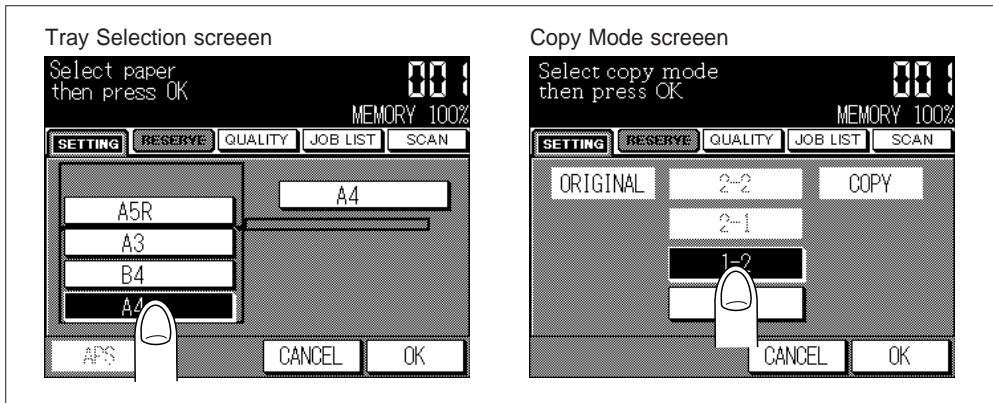 Tray Selection screeen
Select paper
then press OK
001
MEMORY 100%
SETTING RESERVE QUALITY JOB LIST SCAN
A4
A5R
A3
B4
A4
APS CANCEL OK
Copy Mode screeen
Select copy mode
then press OK
001
MEMORY 100%
SETTING RESERVE QUALITY JOB LIST SCAN
ORIGINAL 2-2 COPY
2-1
1-2
CANCEL OK